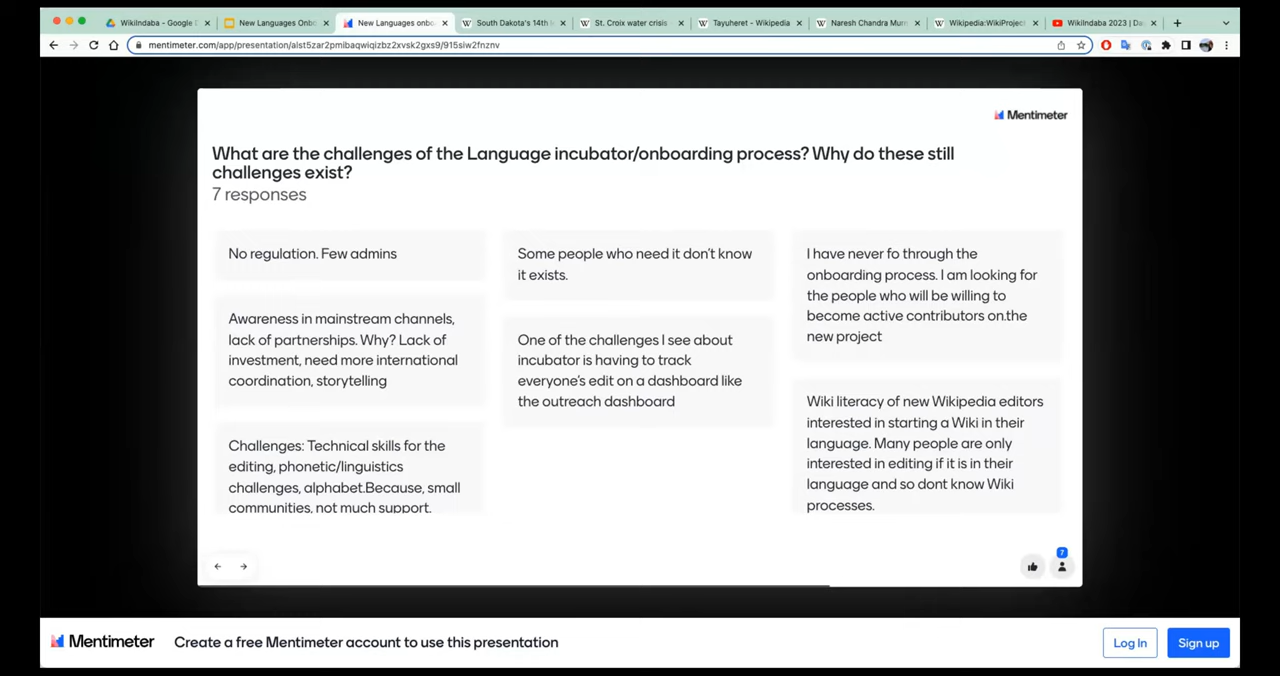 WikiIndaba - Google D
New Languages Onbo
New Languages onbo
South Dakota's 14th
St. Croix water crisis
Tayuheret - Wikipedia
Naresh Chandra Mur
Wikipedia:WikiProjec
WikiIndaba 2023 | Da
mentimeter.com/app/presentation/alst5zar2pmibaqwiqizbz2xvsk2gxs9/915siw2fnznv
Mentimeter
What are the challenges of the Language incubator/onboarding process? Why do these still
challenges exist?
7 responses
No regulation. Few admins
Awareness in mainstream channels,
lack of partnerships. Why? Lack of
investment, need more international
coordination, storytelling
Challenges: Technical skills for the
editing, phonetic/linguistics
challenges, alphabet.Because, small
communities, not much support.
Some people who need it don't know
it exists.
One of the challenges I see about
incubator is having to track
everyone's edit on a dashboard like
the outreach dashboard
I have never fo through the
onboarding process. I am looking for
the people who will be willing to
become active contributors on.the
new project
Wiki literacy of new Wikipedia editors
interested in starting a Wiki in their
language. Many people are only
interested in editing if it is in their
language and so dont know Wiki
processes.
7
Mentimeter
Create a free Mentimeter account to use this presentation
Log In
Sign up